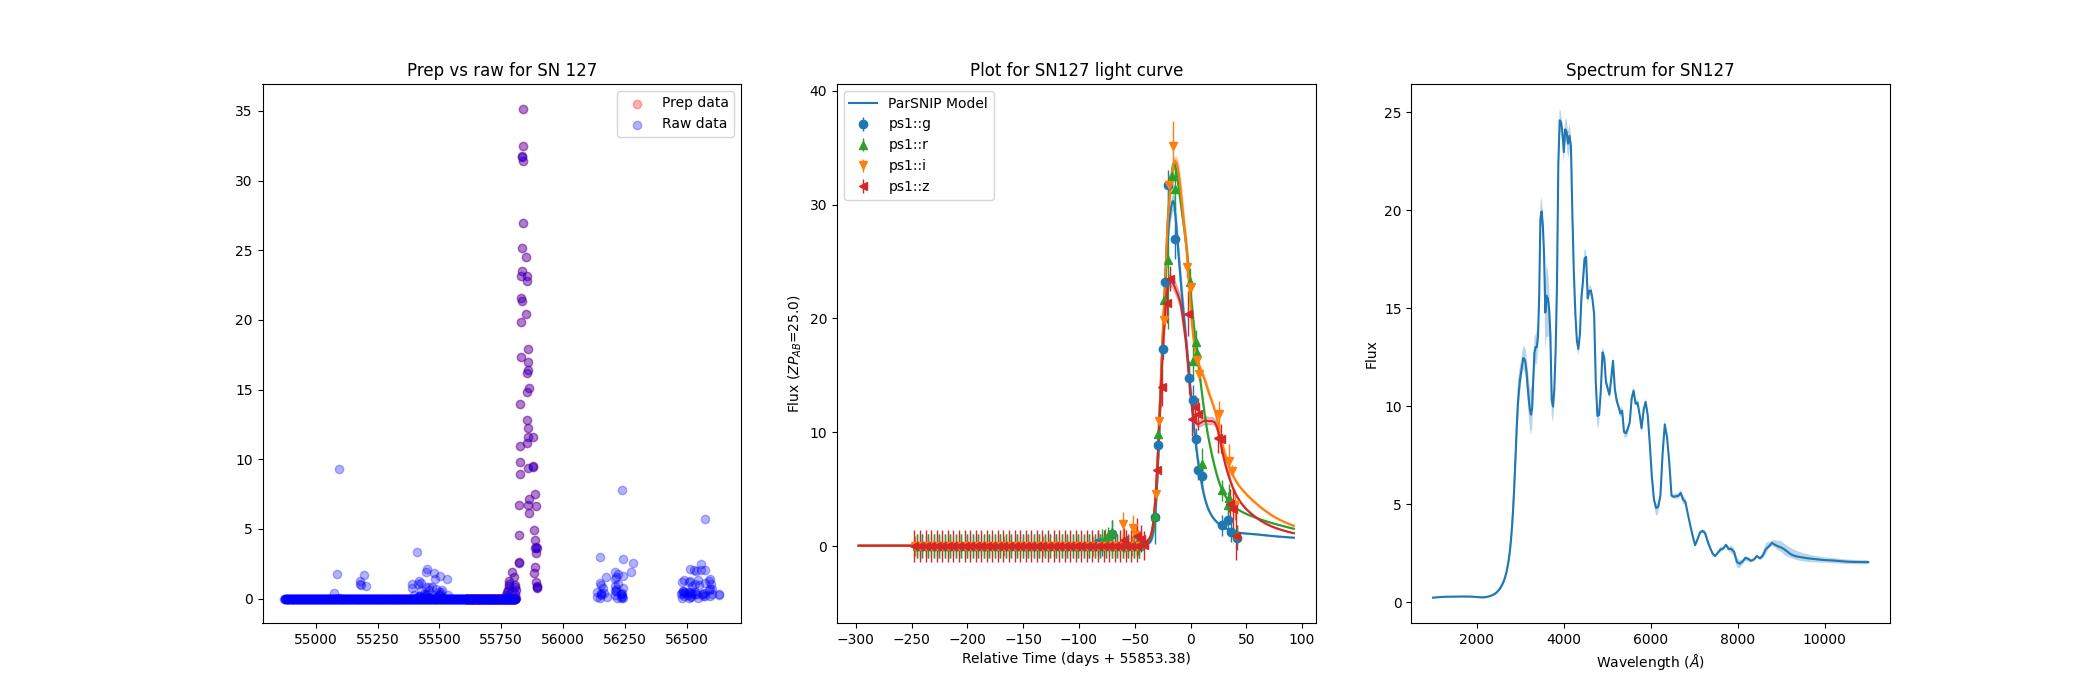 Prep vs raw for SN 127
Prep data
Raw data
35
30
25
20
15
10
5
0
55000 55250 55500 55750 56000 56250 56500
Plot for SN127 light curve
ParSNIP Model
ps1::g
ps1::r
ps1::i
ps1::z
Flux (ZP_AB=25.0)
40
30
20
10
0
−300 −250 −200 −150 −100 −50 0 50 100
Relative Time (days + 55853.38)
Spectrum for SN127
Flux
25
20
15
10
5
0
2000 4000 6000 8000 10000
Wavelength (Å)